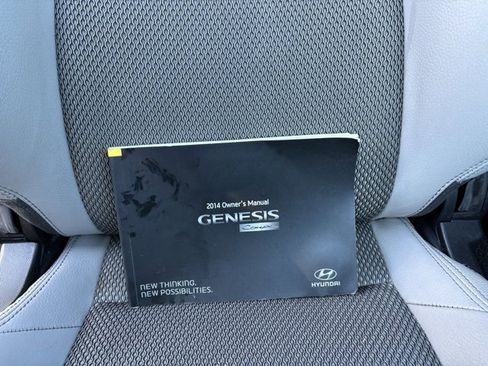 2014 Owner's Manual
GENESIS
Coupe
NEW THINKING.
NEW POSSIBILITIES.
HYUNDAI